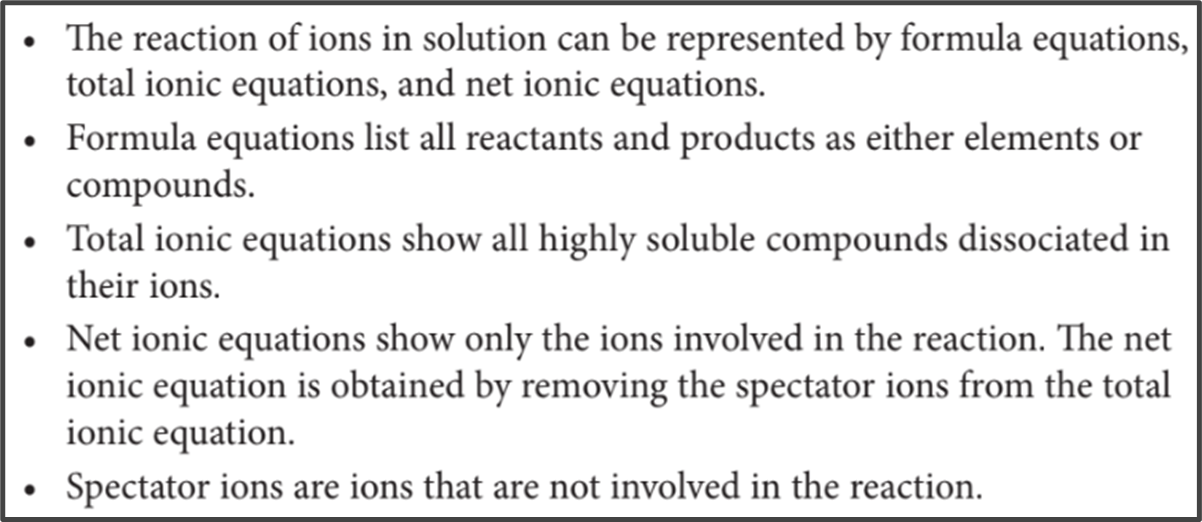 • The reaction of ions in solution can be represented by formula equations,
total ionic equations, and net ionic equations.
• Formula equations list all reactants and products as either elements or
compounds.
• Total ionic equations show all highly soluble compounds dissociated in
their ions.
• Net ionic equations show only the ions involved in the reaction. The net
ionic equation is obtained by removing the spectator ions from the total
ionic equation.
• Spectator ions are ions that are not involved in the reaction.